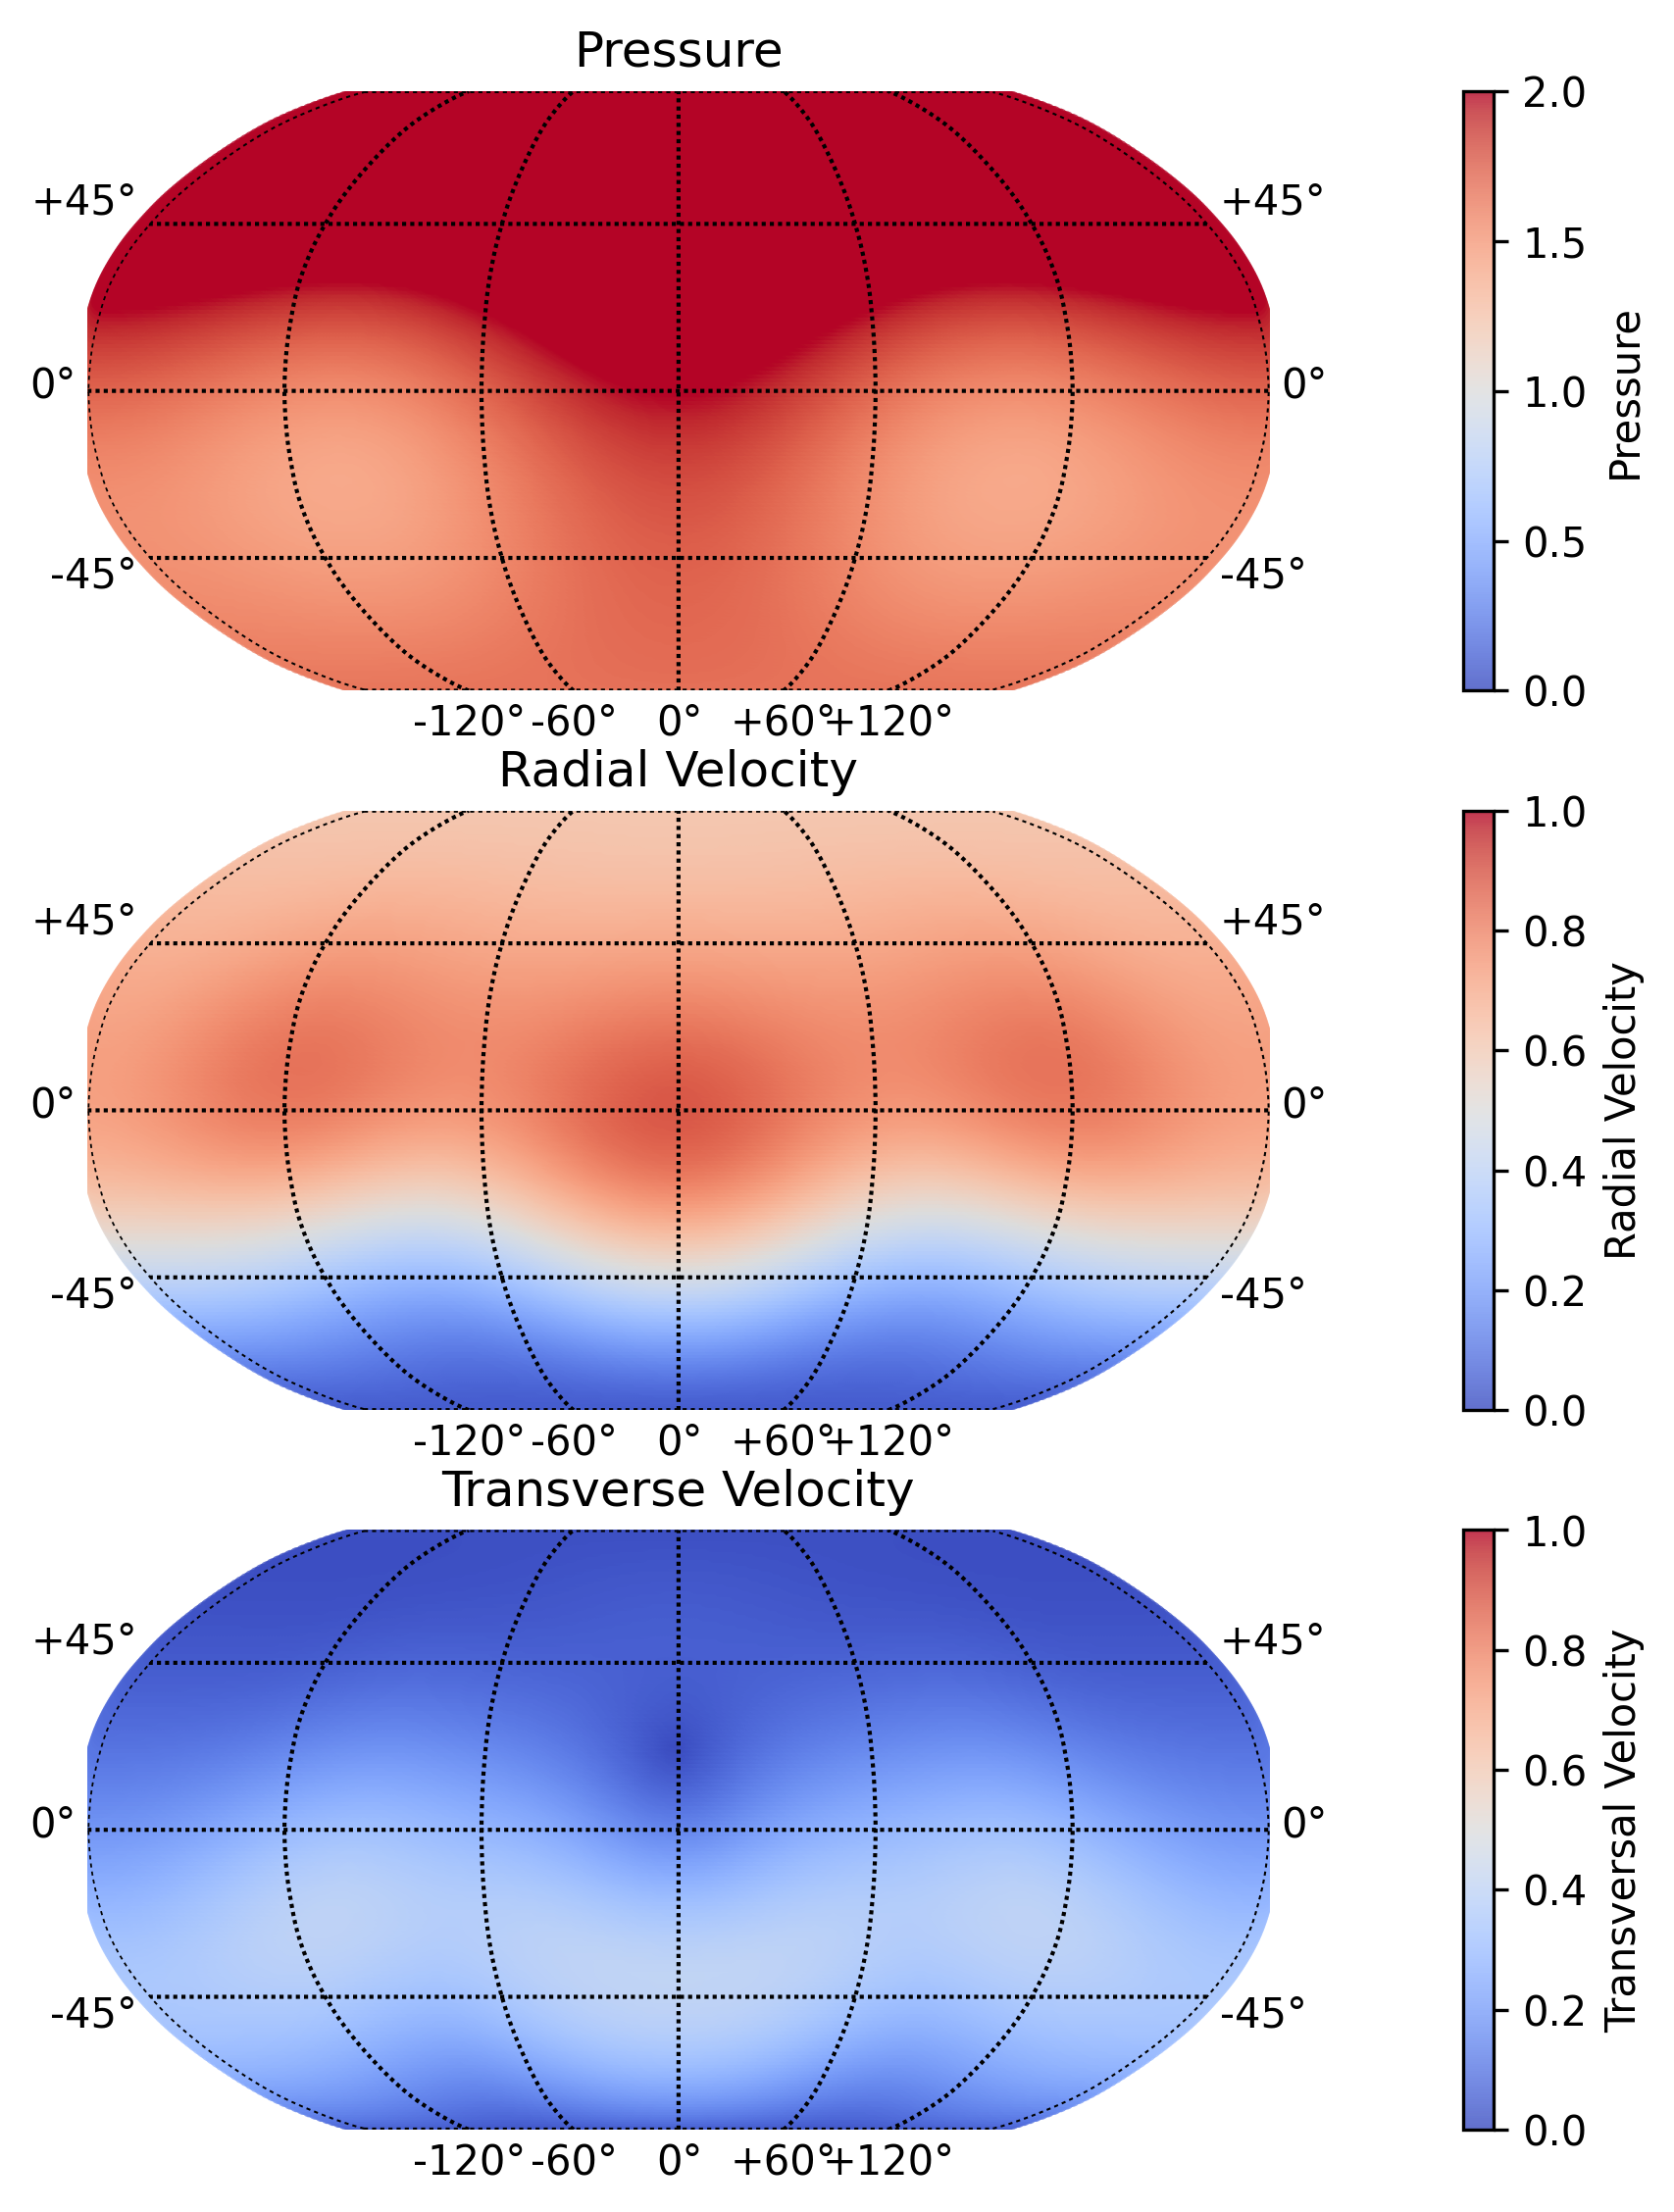 Pressure
2.0
+45° +45°
1.5
0° 0° 1.0 Pressure
-45° -45° 0.5
0.0
-120° -60° 0° +60° +120°
Radial Velocity
1.0
+45° +45°
0.8
0.6
0° 0° Radial Velocity
0.4
-45° -45° 0.2
0.0
-120° -60° 0° +60° +120°
Transverse Velocity
1.0
+45° +45°
0.8
0.6
0° 0° Transversal Velocity
0.4
-45° -45° 0.2
0.0
-120° -60° 0° +60° +120°